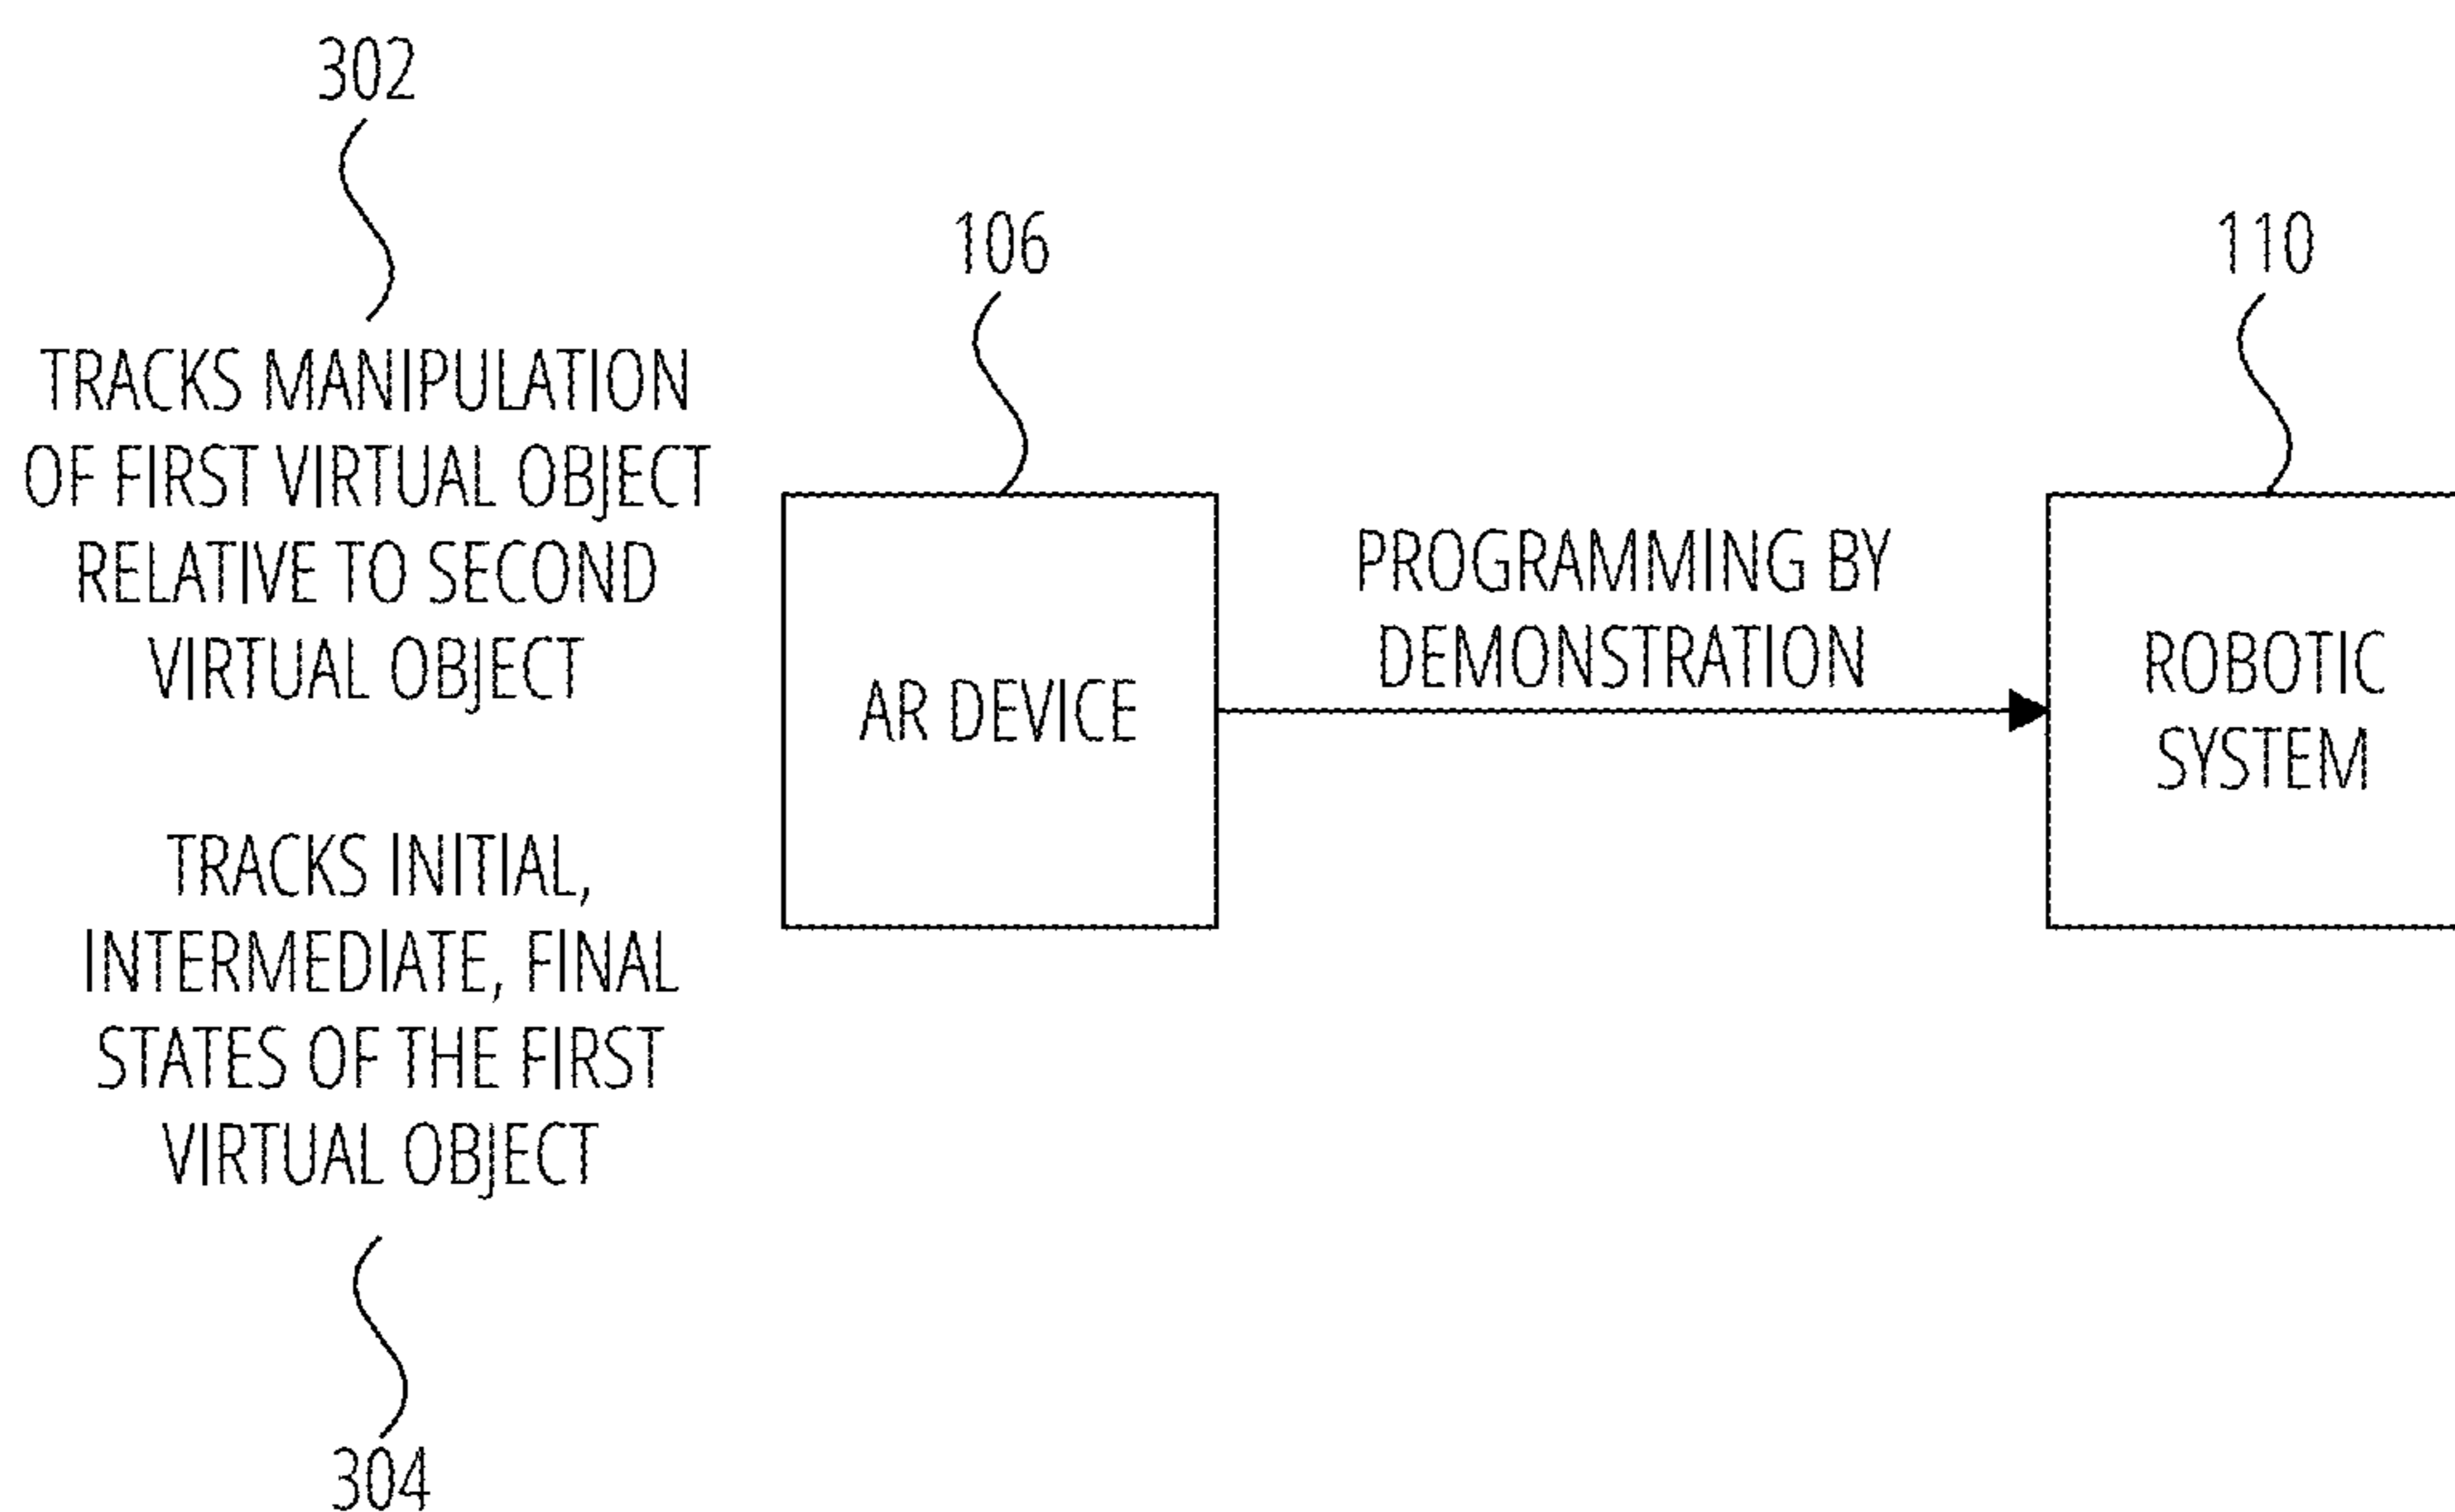 302
TRACKS MANIPULATION
OF FIRST VIRTUAL OBJECT
RELATIVE TO SECOND
VIRTUAL OBJECT
TRACKS INITIAL,
INTERMEDIATE, FINAL
STATES OF THE FIRST
VIRTUAL OBJECT
304
106
AR DEVICE
PROGRAMMING BY
DEMONSTRATION
110
ROBOTIC
SYSTEM